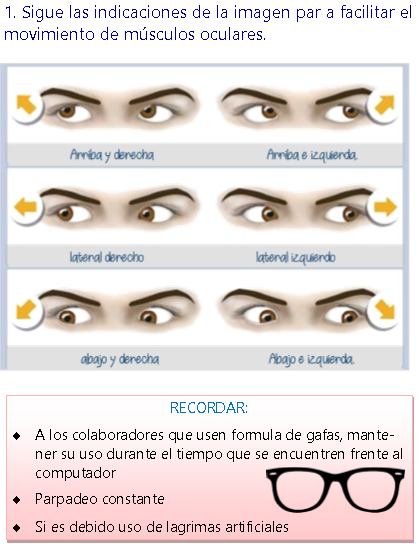 1. Sigue las indicaciones de la imagen par a facilitar el
movimiento de músculos oculares.
Arriba y derecha
Arriba e izquierda.
lateral derecho
lateral izquierdo
abajo y derecha
Abajo e izquierda.
RECORDAR:
◆ A los colaboradores que usen formula de gafas, mante-
ner su uso durante el tiempo que se encuentren frente al
computador
◆ Parpadeo constante
◆ Si es debido uso de lagrimas artificiales